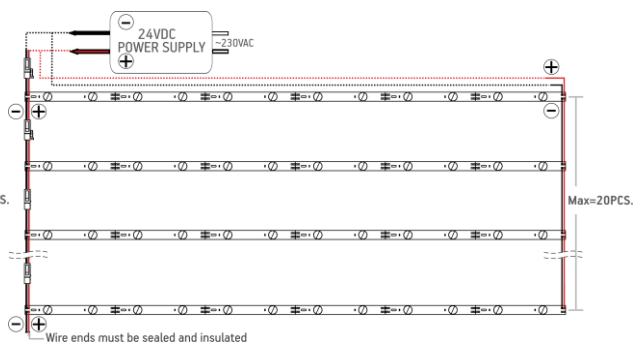 24VDC
POWER SUPPLY
~230VAC
S.
Max=20PCS.
Wire ends must be sealed and insulated